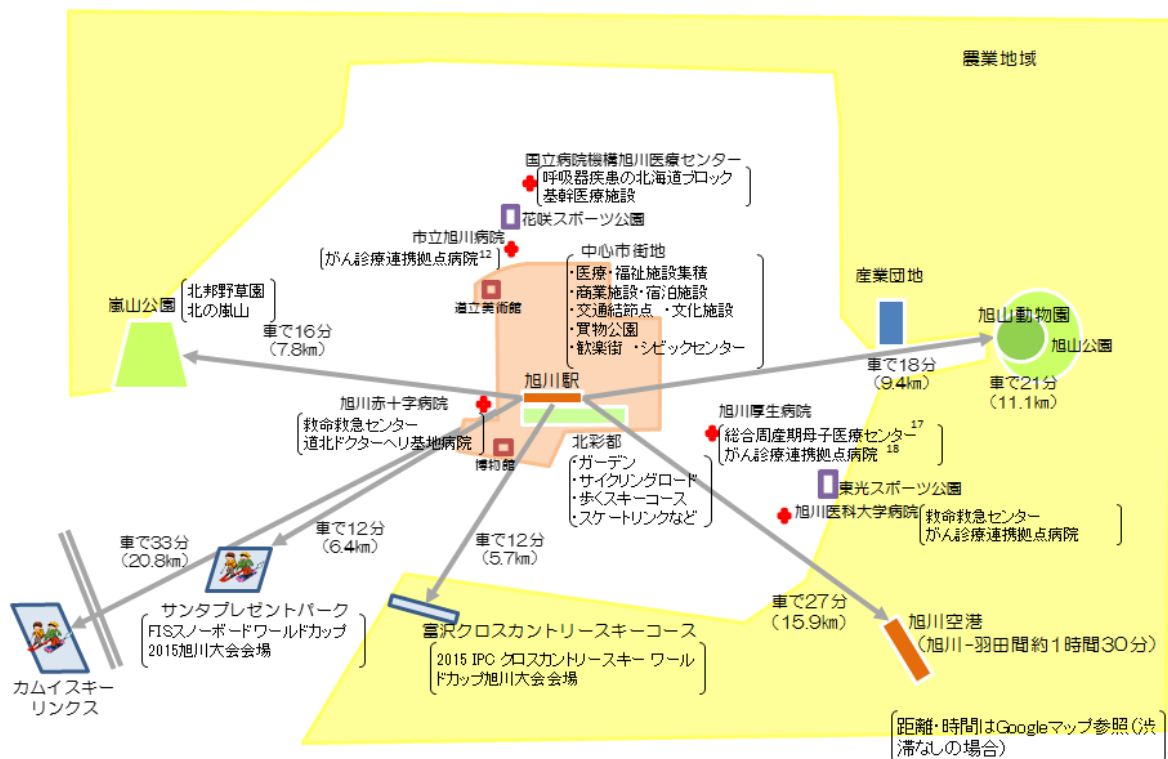 農業地域
国立病院機構旭川医療センター
呼吸器疾患の北海道ブロック
基幹医療施設
花咲スポーツ公園
市立旭川病院
がん診療連携拠点病院12
中心市街地
・医療・福祉施設集積
・商業施設・宿泊施設
・交通結節点 ・文化施設
・買物公園
・歓楽街 ・シビックセンター
道立美術館
産業団地
嵐山公園
北邦野草園
北の嵐山
旭山動物園
旭山公園
車で16分
(7.8km)
車で18分
(9.4km)
車で21分
(11.1km)
旭川駅
旭川赤十字病院
救命救急センター
道北ドクターヘリ基地病院
博物館
北彩都
・ガーデン
・サイクリングロード
・歩くスキーコース
・スケートリンクなど
旭川厚生病院
総合周産期母子医療センター17
がん診療連携拠点病院 18
東光スポーツ公園
旭川医科大学病院
救命救急センター
がん診療連携拠点病院
車で33分
(20.8km)
車で12分
(6.4km)
車で12分
(5.7km)
車で27分
(15.9km)
サンタプレゼントパーク
FISスノーボードワールドカップ
2015旭川大会会場
富沢クロスカントリースキーコース
2015 IPC クロスカントリースキー ワール
ドカップ旭川大会会場
旭川空港
(旭川-羽田間約1時間30分)
カムイスキー
リンクス
距離・時間はGoogleマップ参照(渋
滞なしの場合)